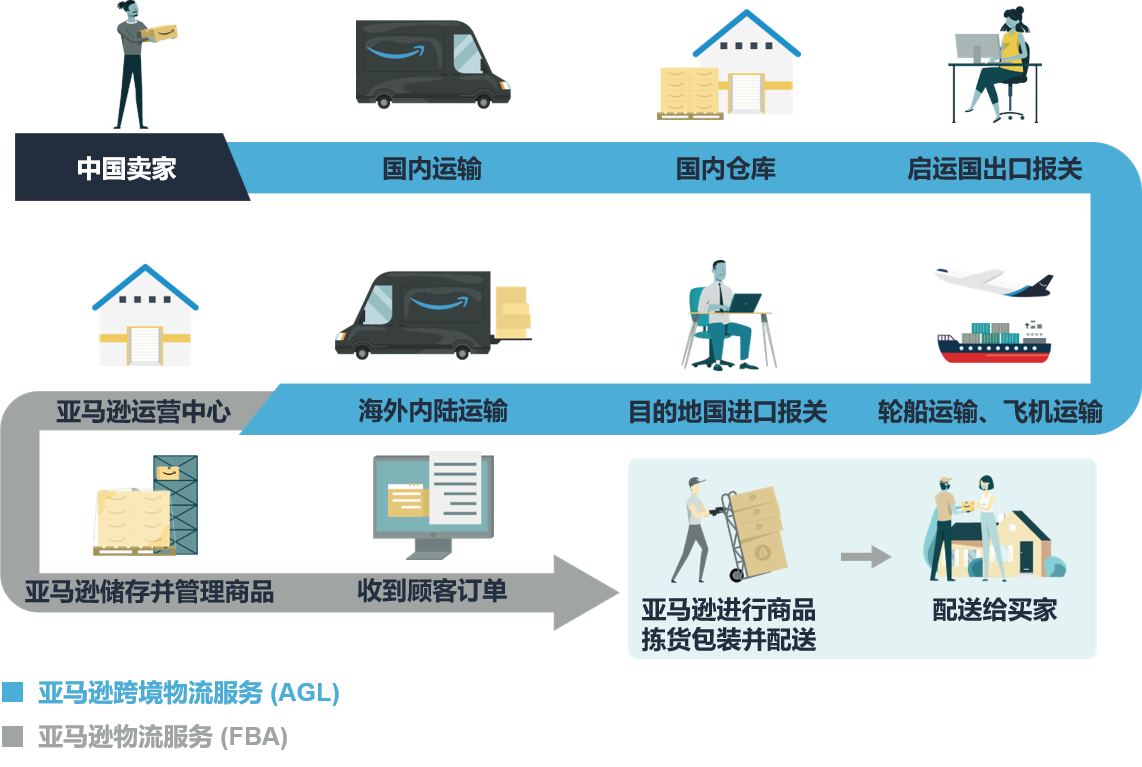 中国卖家
国内运输
国内仓库
启运国出口报关
轮船运输、飞机运输
目的地国进口报关
海外内陆运输
亚马逊运营中心
亚马逊储存并管理商品
收到顾客订单
亚马逊进行商品
拣货包装并配送
配送给买家
亚马逊跨境物流服务 (AGL)
亚马逊物流服务 (FBA)